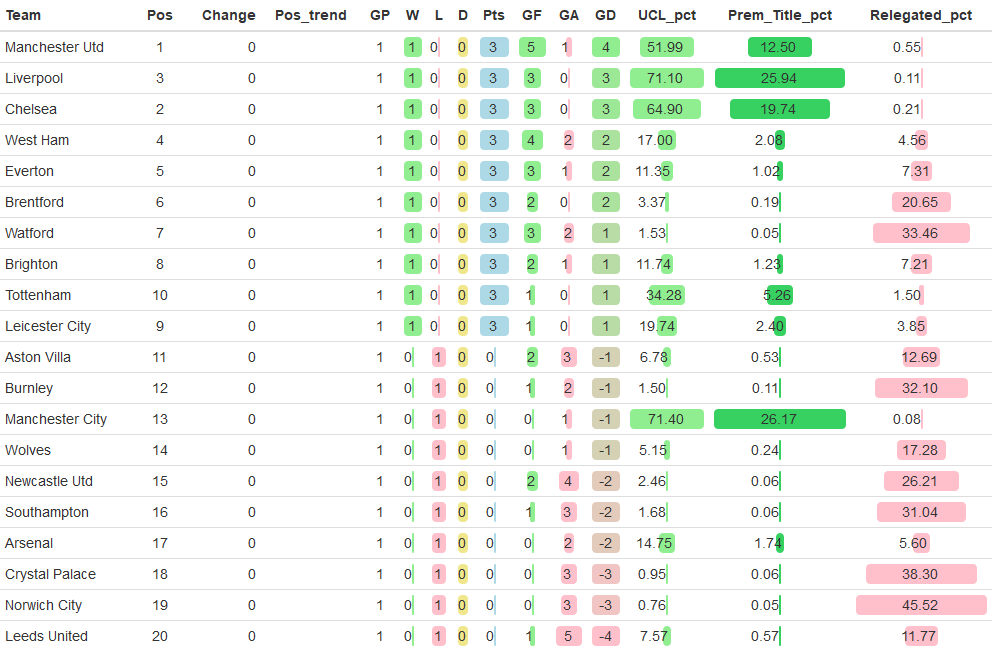 Team Pos Change Pos_trend GP W L D Pts GF GA GD UCL_pct Prem_Title_pct Relegated_pct
Manchester Utd 1 0 1 1 0 0 3 5 1 4 51.99 12.50 0.55
Liverpool 3 0 1 1 0 0 3 3 0 3 71.10 25.94 0.11
Chelsea 2 0 1 1 0 0 3 3 0 3 64.90 19.74 0.21
West Ham 4 0 1 1 0 0 3 4 2 2 17.00 2.08 4.56
Everton 5 0 1 1 0 0 3 3 1 2 11.35 1.02 7.31
Brentford 6 0 1 1 0 0 3 2 0 2 3.37 0.19 20.65
Watford 7 0 1 1 0 0 3 3 2 1 1.53 0.05 33.46
Brighton 8 0 1 1 0 0 3 2 1 1 11.74 1.23 7.21
Tottenham 10 0 1 1 0 0 3 1 0 1 34.28 5.26 1.50
Leicester City 9 0 1 1 0 0 3 1 0 1 19.74 2.40 3.85
Aston Villa 11 0 1 0 1 0 0 2 3 -1 6.78 0.53 12.69
Burnley 12 0 1 0 1 0 0 1 2 -1 1.50 0.11 32.10
Manchester City 13 0 1 0 1 0 0 0 1 -1 71.40 26.17 0.08
Wolves 14 0 1 0 1 0 0 0 1 -1 5.15 0.24 17.28
Newcastle Utd 15 0 1 0 1 0 0 2 4 -2 2.46 0.06 26.21
Southampton 16 0 1 0 1 0 0 1 3 -2 1.68 0.06 31.04
Arsenal 17 0 1 0 1 0 0 0 2 -2 14.75 1.74 5.60
Crystal Palace 18 0 1 0 1 0 0 0 3 -3 0.95 0.06 38.30
Norwich City 19 0 1 0 1 0 0 0 3 -3 0.76 0.05 45.52
Leeds United 20 0 1 0 1 0 0 1 5 -4 7.57 0.57 11.77